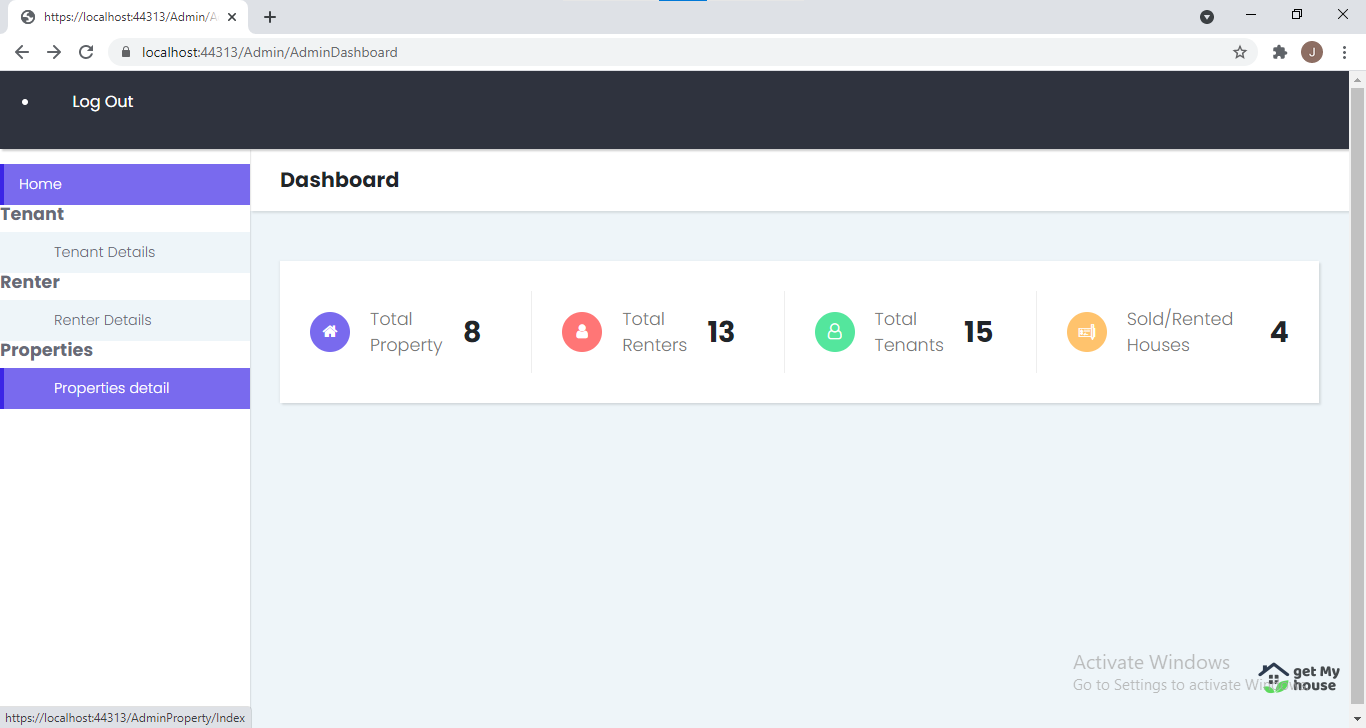 https://localhost:44313/Admin/A
localhost:44313/Admin/AdminDashboard
J
Log Out
Home
Tenant
Tenant Details
Renter
Renter Details
Properties
Properties detail
Dashboard
Total Property 8
Total Renters 13
Total Tenants 15
Sold/Rented Houses 4
Activate Windows
Go to Settings to activate Windows.
get My
house
https://localhost:44313/AdminProperty/Index